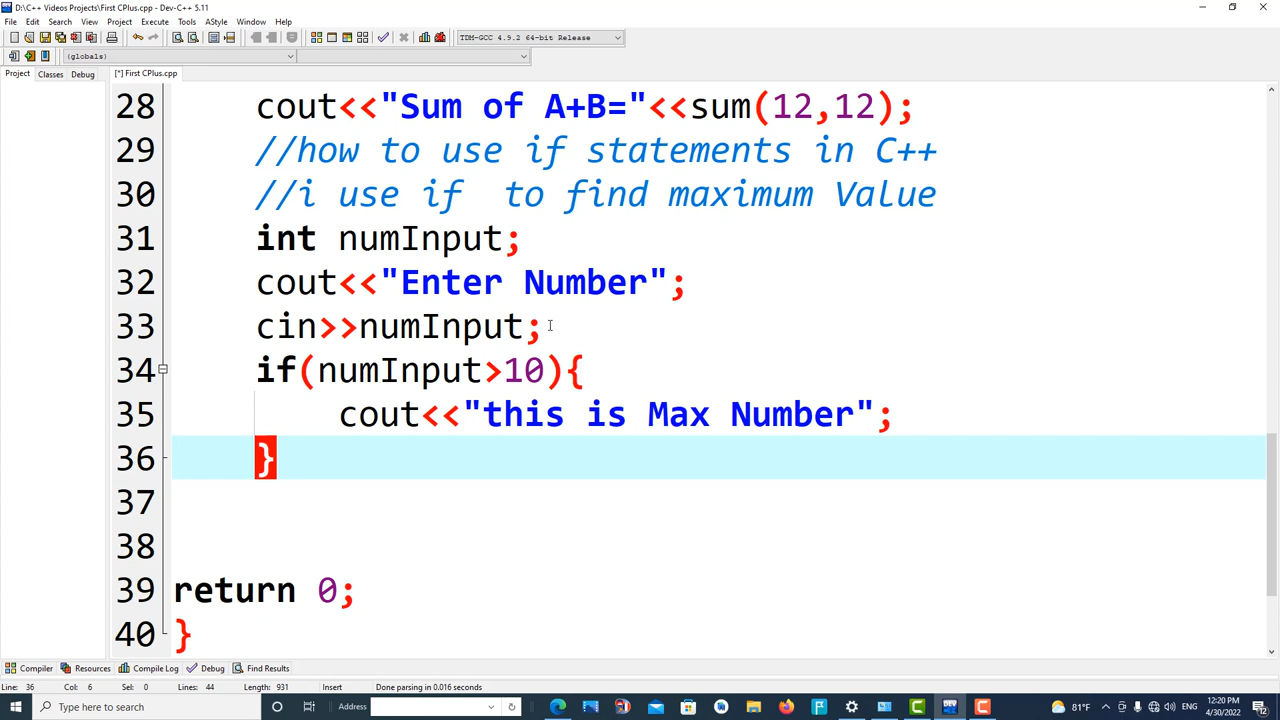 D:\C++ Videos Projects\First CPlus.cpp - Dev-C++ 5.11
File Edit Search View Project Execute Tools AStyle Window Help
TDM-GCC 4.9.2 64-bit Release
(globals)
Project Classes Debug [*] First CPlus.cpp
28 cout<<"Sum of A+B="<<sum(12,12);
29 //how to use if statements in C++
30 //i use if  to find maximum Value
31 int numInput;
32 cout<<"Enter Number";
33 cin>>numInput;
34 if(numInput>10){
35 cout<<"this is Max Number";
36 }
37
38
39 return 0;
40 }
Compiler Resources Compile Log Debug Find Results
Line: 36 Col: 6 Sel: 0 Lines: 44 Length: 931 Insert Done parsing in 0.016 seconds
Type here to search Address DEV 81°F ENG 12:20 PM
4/30/2022 12